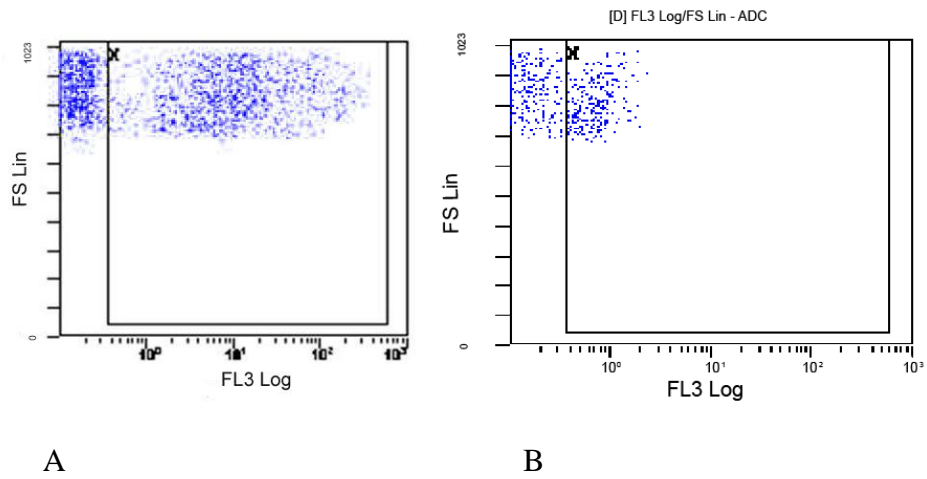 1023
X
FS Lin
0
10⁰ 10¹ 10² 10³
FL3 Log
A
[D] FL3 Log/FS Lin - ADC
1023
X
FS Lin
0
10⁰ 10¹ 10² 10³
FL3 Log
B